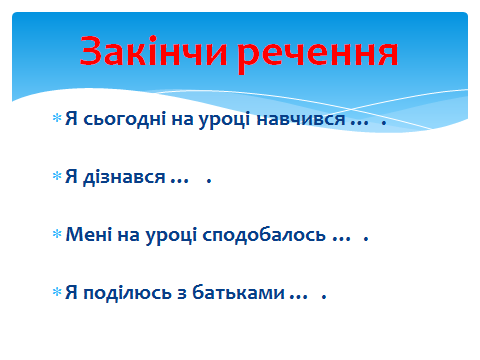 Закінчи речення
*Я сьогодні на уроці навчився ... .
*Я дізнався ... .
*Мені на уроці сподобалось ... .
*Я поділюсь з батьками ... .